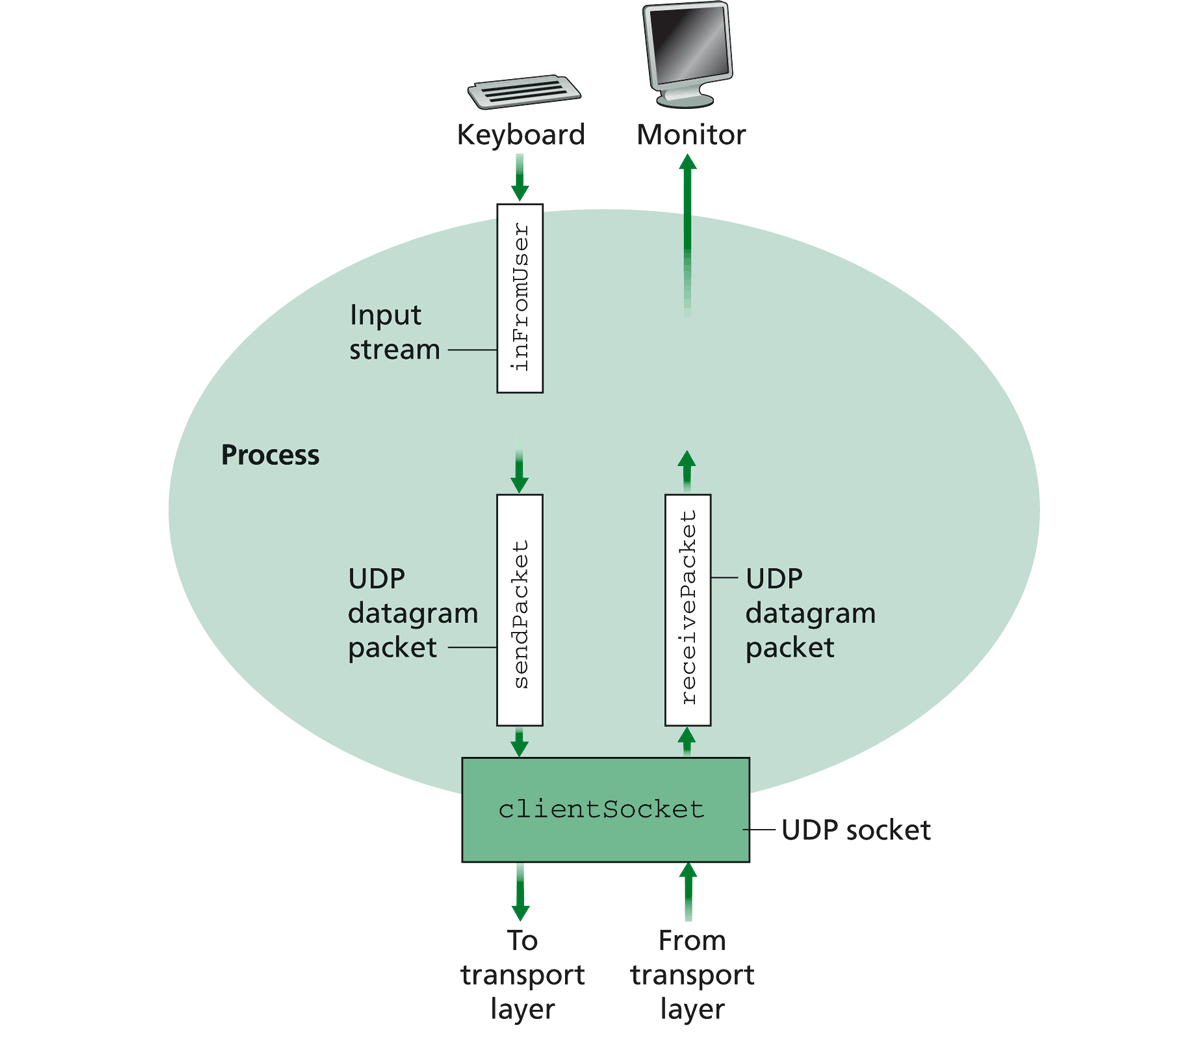 Keyboard
Monitor
inFromUser
Input
stream
Process
sendPacket
UDP
datagram
packet
receivePacket
UDP
datagram
packet
clientSocket
UDP socket
To
transport
layer
From
transport
layer